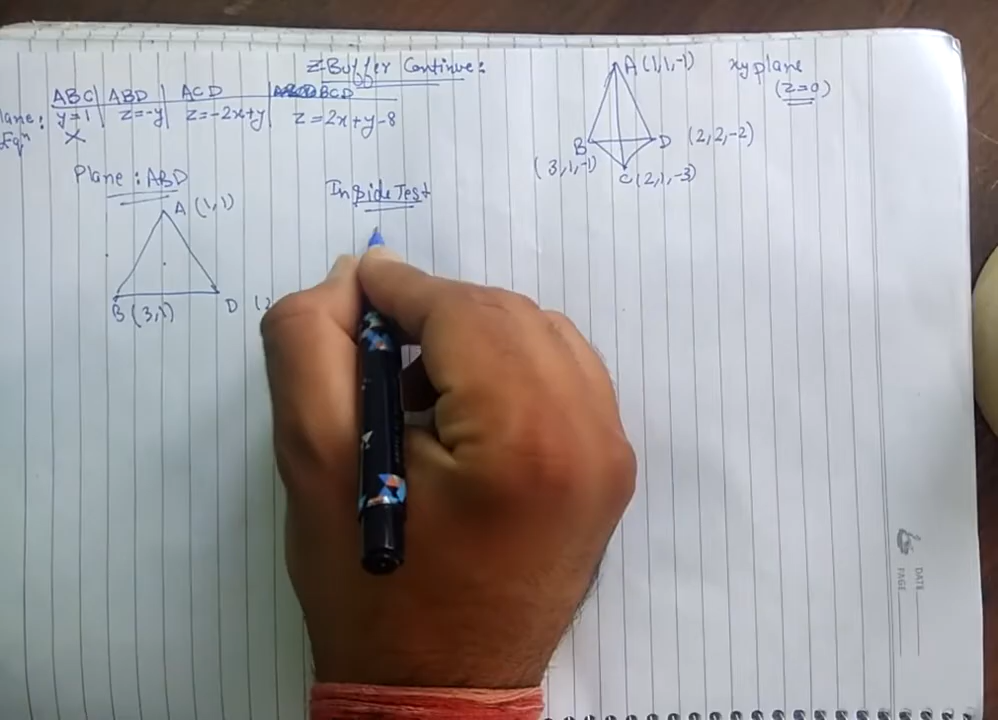 Z-Buffer Continue:
ABC | ABD | ACD | BCD
lane: y=1 | z=-y | z=-2x+y | z=2x+y-8
Eqⁿ X
A (1,1,-1)
B (3,1,-1)
D (2,2,-2)
C (2,1,-3)
xy plane
(z=0)
Plane: ABD
A (1,1)
B (3,1)
D (2
Inside Test
DATE
PAGE